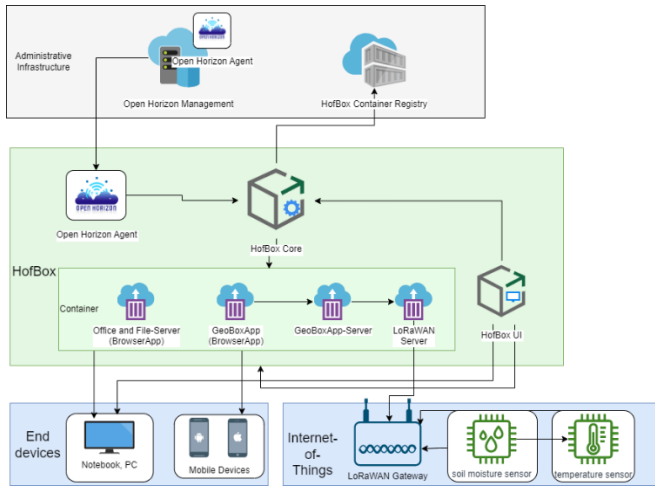 Administrative
Infrastructure
Open Horizon Agent
Open Horizon Management
HofBox Container Registry
OPEN HORIZON
Open Horizon Agent
HofBox Core
HofBox
Container
Office and File-Server
(BrowserApp)
GeoBoxApp
(BrowserApp)
GeoBoxApp-Server
LoRaWAN
Server
HofBox UI
End
devices
Notebook, PC
Mobile Devices
Internet-
of-
Things
LoRaWAN Gateway
soil moisture sensor
temperature sensor